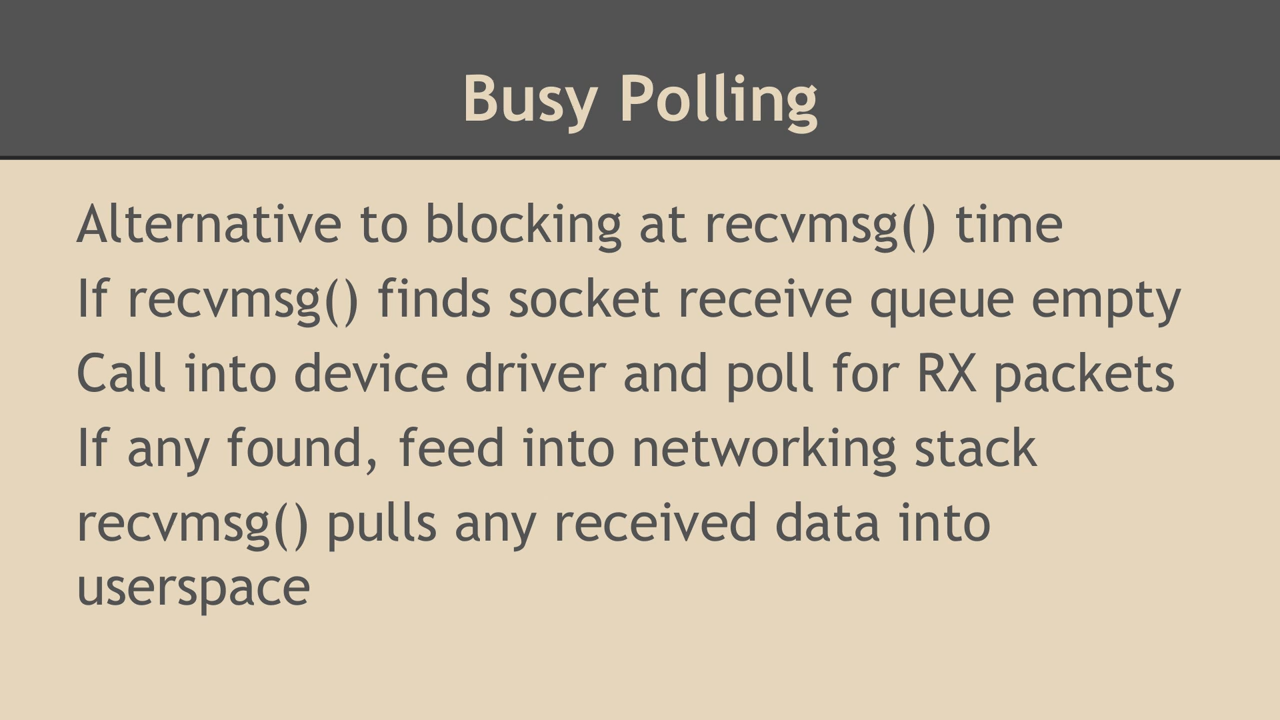 Busy Polling
Alternative to blocking at recvmsg() time
If recvmsg() finds socket receive queue empty
Call into device driver and poll for RX packets
If any found, feed into networking stack
recvmsg() pulls any received data into
userspace